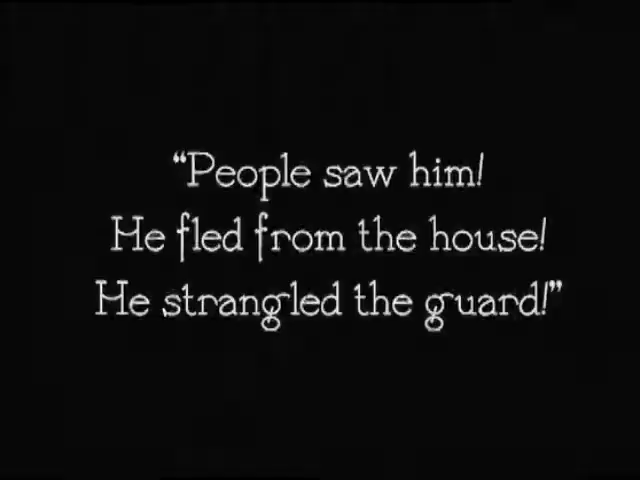 “People saw him!
He fled from the house!
He strangled the guard!”